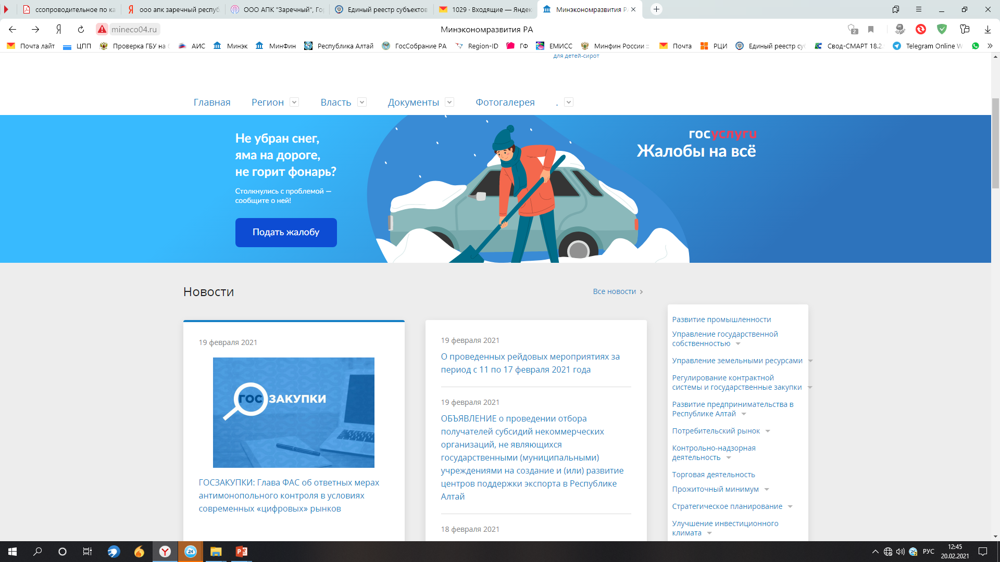 ссопроводительное по ка
ооо апк заречный респуб
ООО АПК "Заречный", Го
Единый реестр субъектов
1029 · Входящие — Яндек
Минэкономразвития Р
mineco04.ru
Минэкономразвития РА
2
Почта лайт
ЦПП
Проверка ГБУ на
АИС
Минэк
МинФин
Республика Алтай
ГосСобрание РА
Region-ID
ГФ
ЕМИСС
Минфин России ::
Почта
РЦИ
Единый реестр су
Свод-СМАРТ 18.2.
Telegram Online W
для детей-сирот
Главная
Регион
Власть
Документы
Фотогалерея
.
Не убран снег,
яма на дороге,
не горит фонарь?
Столкнулись с проблемой —
сообщите о ней!
Подать жалобу
госуслуги
Жалобы на всё
Новости
Все новости
19 февраля 2021
ГОСЗАКУПКИ
ГОСЗАКУПКИ: Глава ФАС об ответных мерах
антимонопольного контроля в условиях
современных «цифровых» рынков
19 февраля 2021
О проведенных рейдовых мероприятиях за
период с 11 по 17 февраля 2021 года
19 февраля 2021
ОБЪЯВЛЕНИЕ о проведении отбора
получателей субсидий некоммерческих
организаций, не являющихся
государственными (муниципальными)
учреждениями на создание и (или) развитие
центров поддержки экспорта в Республике
Алтай
18 февраля 2021
Развитие промышленности
Управление государственной
собственностью
Управление земельными ресурсами
Регулирование контрактной
системы и государственные закупки
Развитие предпринимательства в
Республике Алтай
Потребительский рынок
Контрольно-надзорная
деятельность
Торговая деятельность
Прожиточный минимум
Стратегическое планирование
Улучшение инвестиционного
климата
24
РУС
12:45
20.02.2021